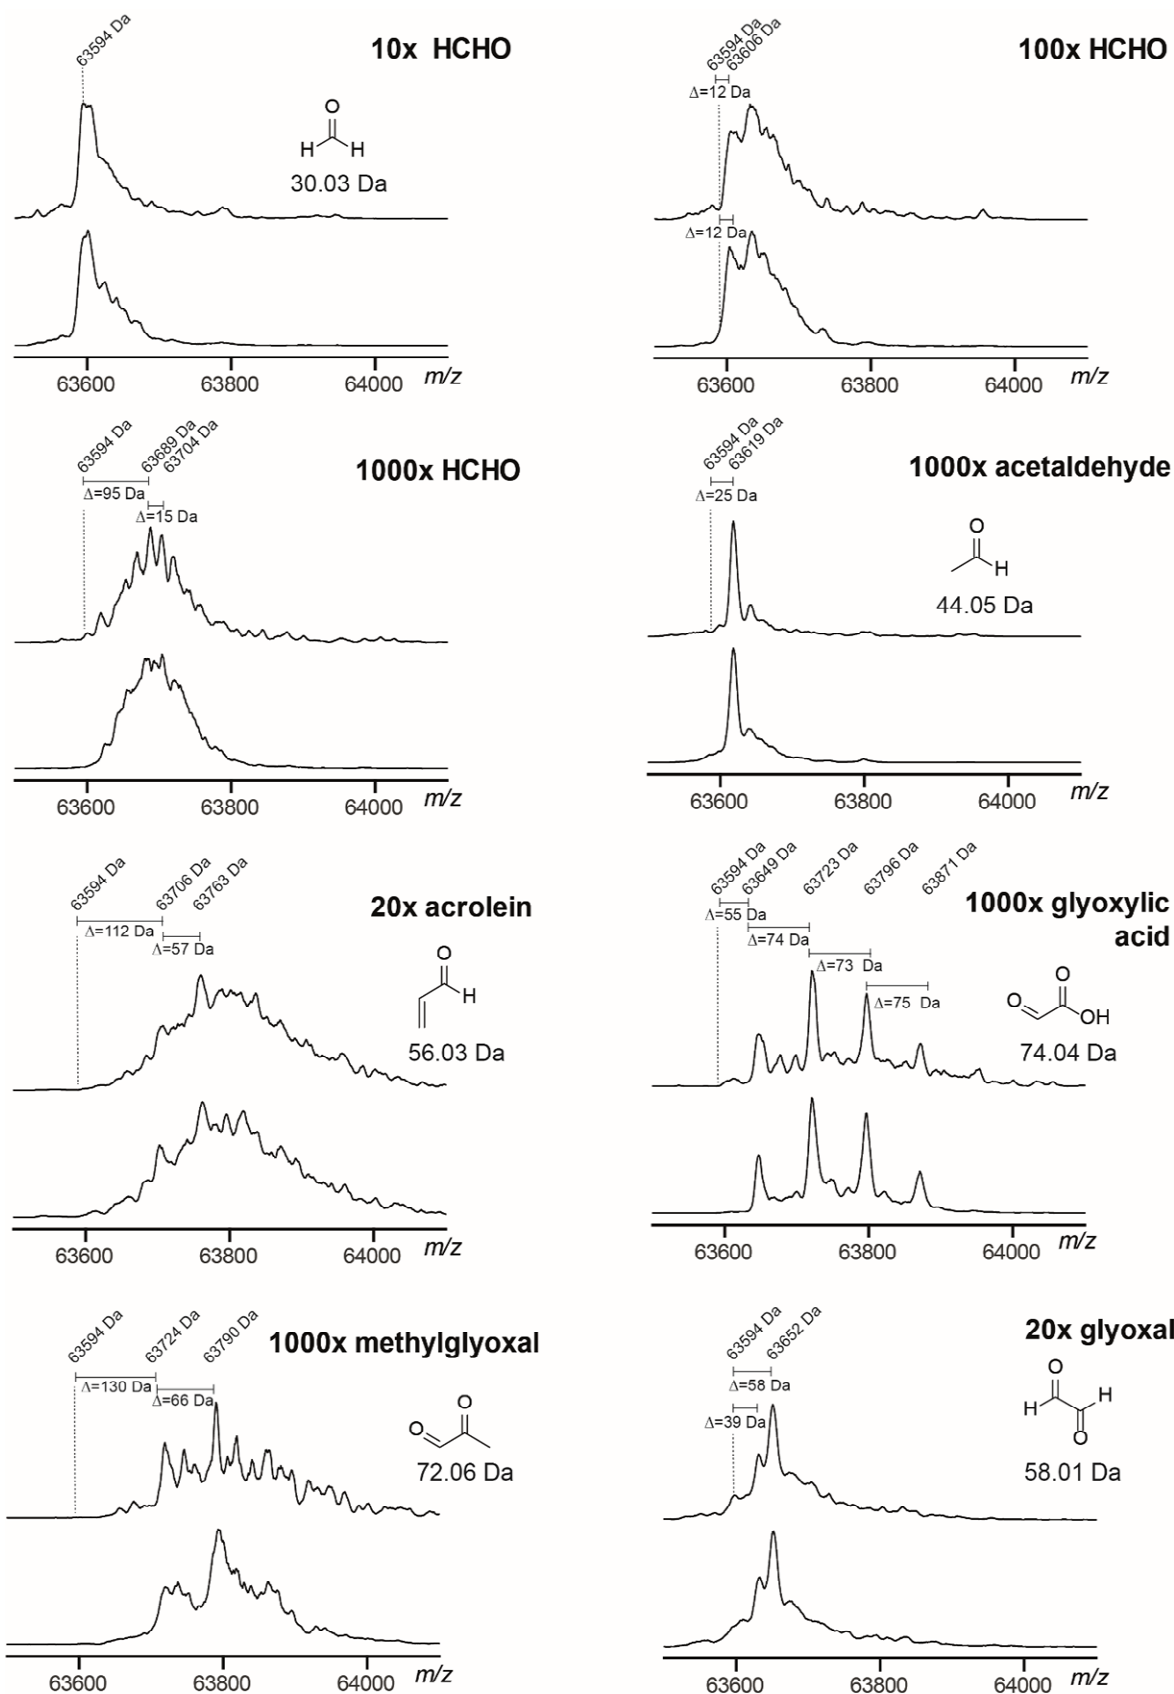 63594 Da
10x HCHO
O
H H
30.03 Da
63600 63800 64000 m/z
63594 Da
63606 Da
100x HCHO
Δ=12 Da
Δ=12 Da
63600 63800 64000 m/z
63594 Da
63689 Da
63704 Da
1000x HCHO
Δ=95 Da
Δ=15 Da
63600 63800 64000 m/z
63594 Da
63619 Da
1000x acetaldehyde
Δ=25 Da
O
H
44.05 Da
63600 63800 64000 m/z
63594 Da
63706 Da
63763 Da
20x acrolein
Δ=112 Da
Δ=57 Da
O
H
56.03 Da
63600 63800 64000 m/z
63594 Da
63649 Da
63723 Da
63796 Da
63871 Da
1000x glyoxylic
acid
Δ=55 Da
Δ=74 Da
Δ=73 Da
Δ=75 Da
O
O
OH
74.04 Da
63600 63800 64000 m/z
63594 Da
63724 Da
63790 Da
1000x methylglyoxal
Δ=130 Da
Δ=66 Da
O
O
72.06 Da
63600 63800 64000 m/z
63594 Da
63652 Da
20x glyoxal
Δ=58 Da
Δ=39 Da
O
H
H
O
58.01 Da
63600 63800 64000 m/z